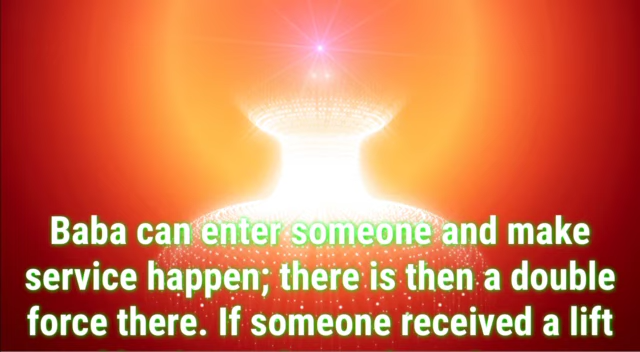 Baba can enter someone and make
service happen; there is then a double
force there. If someone received a lift